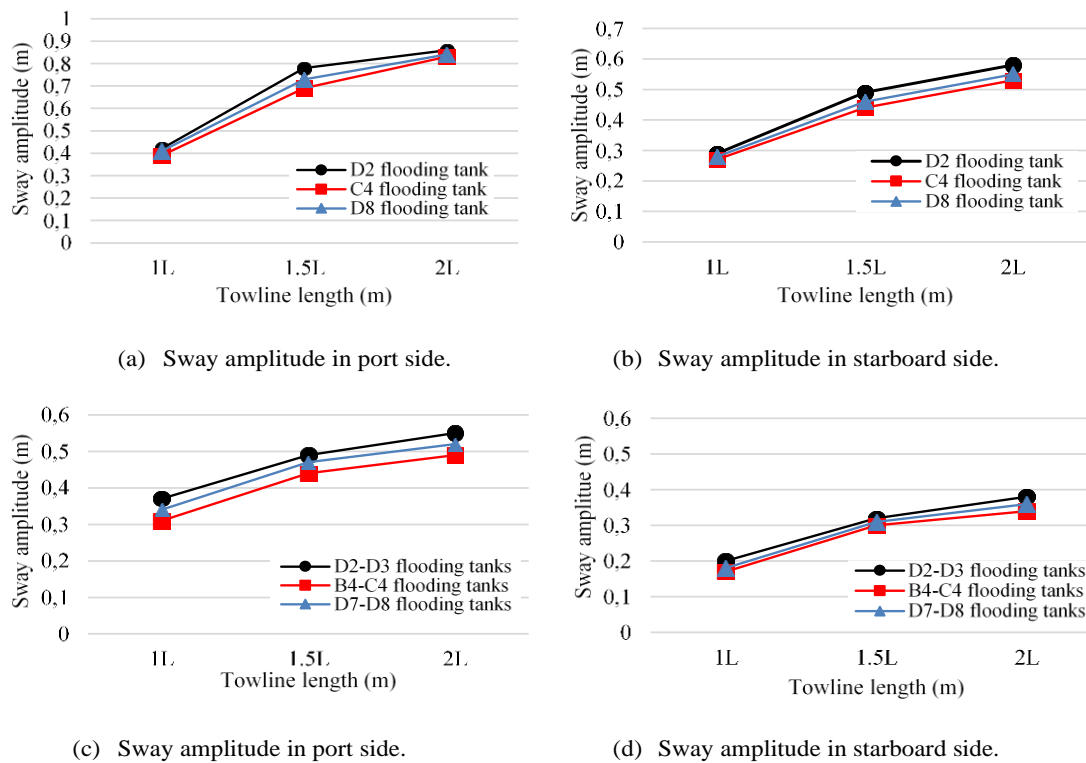 Sway amplitude (m)
1
0,9
0,8
0,7
0,6
0,5
0,4
0,3
0,2
0,1
0
D2 flooding tank
C4 flooding tank
D8 flooding tank
1L 1.5L 2L
Towline length (m)
(a) Sway amplitude in port side.
Sway amplitude (m)
0,7
0,6
0,5
0,4
0,3
0,2
0,1
0
D2 flooding tank
C4 flooding tank
D8 flooding tank
1L 1.5L 2L
Towline length (m)
(b) Sway amplitude in starboard side.
Sway amplitude (m)
0,6
0,5
0,4
0,3
0,2
0,1
0
D2-D3 flooding tanks
B4-C4 flooding tanks
D7-D8 flooding tanks
1L 1.5L 2L
Towline length (m)
(c) Sway amplitude in port side.
Sway amplitue (m)
0,6
0,5
0,4
0,3
0,2
0,1
0
D2-D3 flooding tanks
B4-C4 flooding tanks
D7-D8 flooding tanks
1L 1.5L 2L
Towline length (m)
(d) Sway amplitude in starboard side.